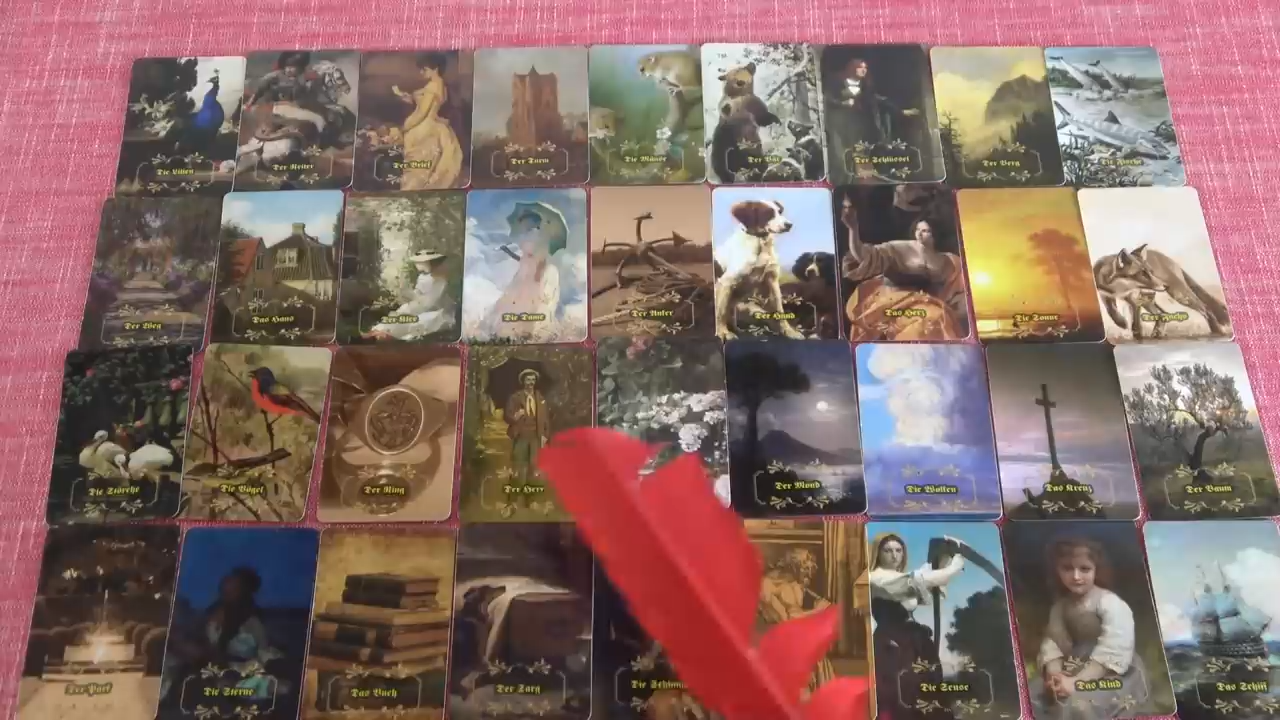 Die Lilien
Der Reiter
Der Brief
Der Turm
Die Mäuse
Der Bär
Der Schlüssel
Der Berg
Die Fische
Der Weg
Das Haus
Der Klee
Die Dame
Der Anker
Der Hund
Das Herz
Die Sonne
Der Fuchs
Die Störche
Die Vögel
Der Ring
Der Herr
Der Mond
Die Wolken
Das Kreuz
Der Baum
Der Park
Die Sterne
Das Buch
Der Sarg
Die Schlan
Die Sense
Das Kind
Das Schiff